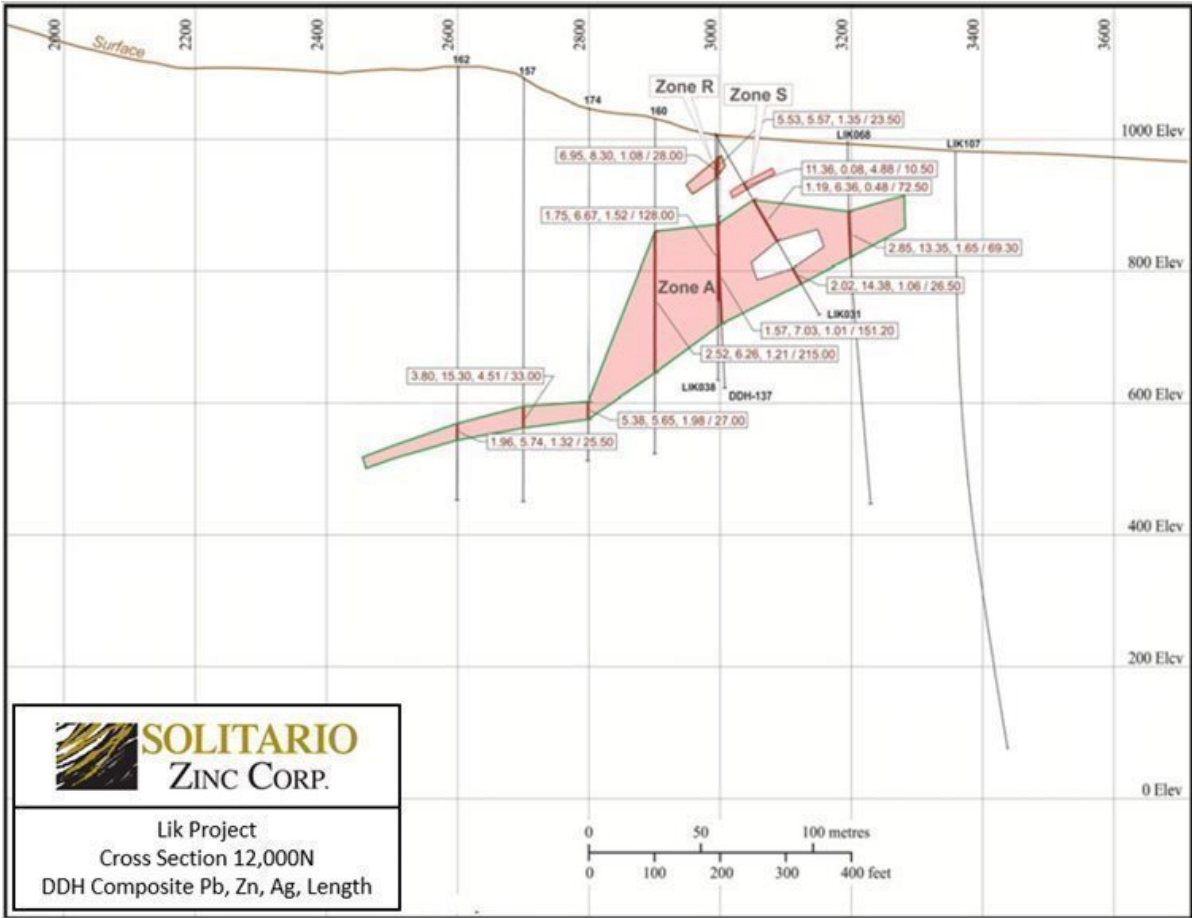 2000
2200
2400
2600
2800
3000
3200
3400
3600
Surface
162
157
174
160
Zone R
Zone S
5.53, 5.57, 1.35 / 23.50
1000 Elev
LIK068
LIK107
6.95, 8.30, 1.08 / 28.00
11.36, 0.08, 4.88 / 10.50
1.19, 6.36, 0.48 / 72.50
1.75, 6.67, 1.52 / 128.00
2.85, 13.35, 1.65 / 69.30
800 Elev
Zone A
2.02, 14.38, 1.06 / 26.50
LIK031
1.57, 7.03, 1.01 / 151.20
2.52, 6.26, 1.21 / 215.00
3.80, 15.30, 4.51 / 33.00
LIK038
DDH-137
600 Elev
5.38, 5.65, 1.98 / 27.00
1.96, 5.74, 1.32 / 25.50
400 Elev
200 Elev
0 Elev
SOLITARIO
ZINC CORP.
Lik Project
Cross Section 12,000N
DDH Composite Pb, Zn, Ag, Length
0 50 100 metres
0 100 200 300 400 feet